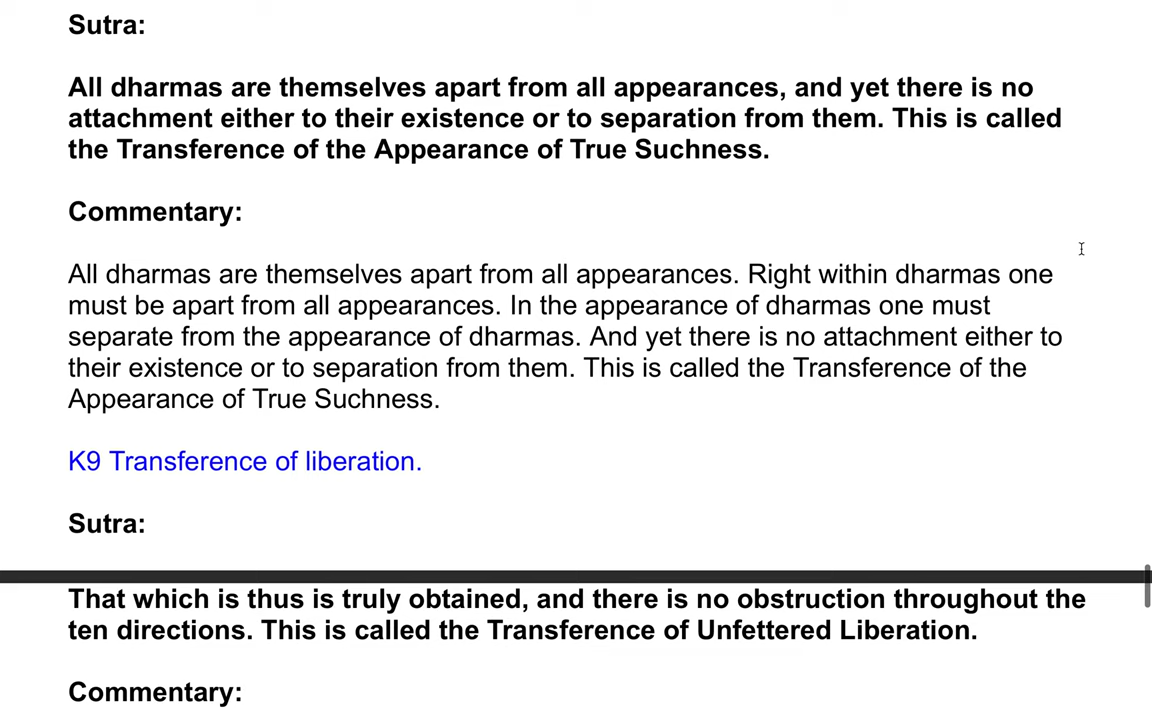 Sutra:
All dharmas are themselves apart from all appearances, and yet there is no
attachment either to their existence or to separation from them. This is called
the Transference of the Appearance of True Suchness.
Commentary:
All dharmas are themselves apart from all appearances. Right within dharmas one
must be apart from all appearances. In the appearance of dharmas one must
separate from the appearance of dharmas. And yet there is no attachment either to
their existence or to separation from them. This is called the Transference of the
Appearance of True Suchness.
K9 Transference of liberation.
Sutra:
That which is thus is truly obtained, and there is no obstruction throughout the
ten directions. This is called the Transference of Unfettered Liberation.
Commentary: